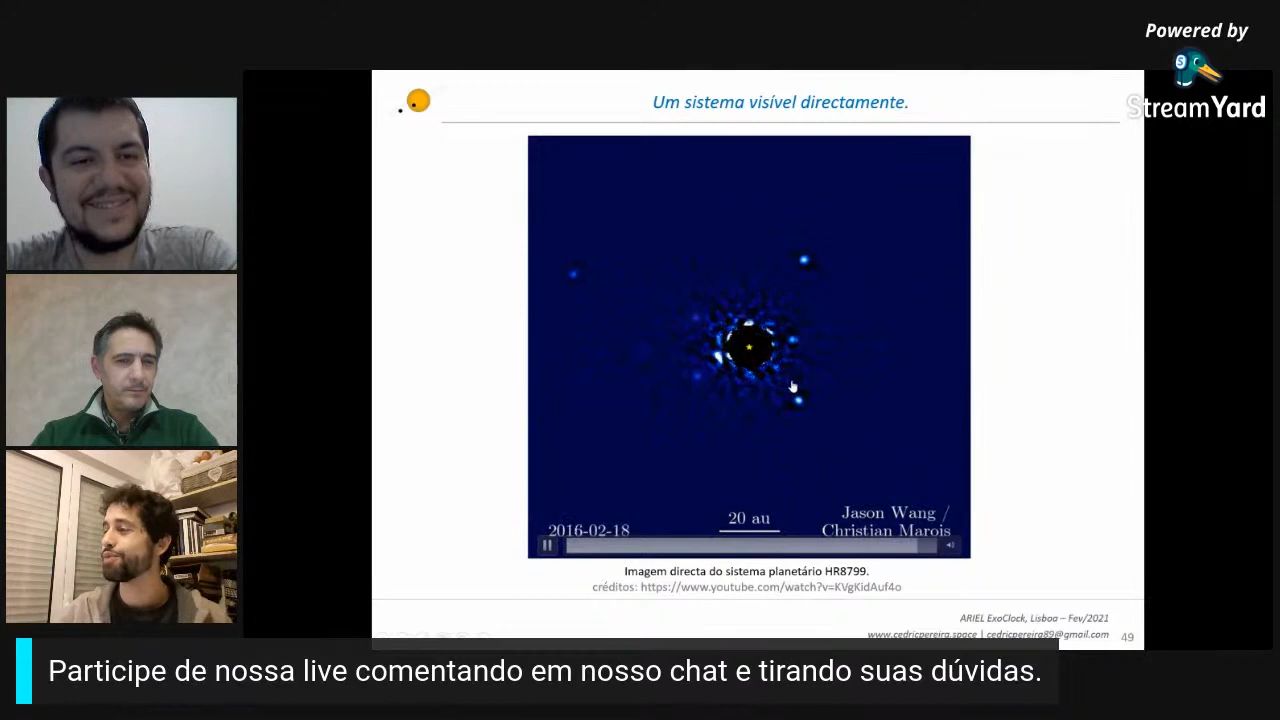 Powered by
StreamYard
Um sistema visível directamente.
2016-02-18
20 au
Jason Wang /
Christian Marois
Imagem directa do sistema planetário HR8799.
créditos: https://www.youtube.com/watch?v=KVgKidAuf4o
ARIEL ExoClock, Lisboa – Fev/2021
www.cedricpereira.space | cedricpereira89@gmail.com
49
Participe de nossa live comentando em nosso chat e tirando suas dúvidas.